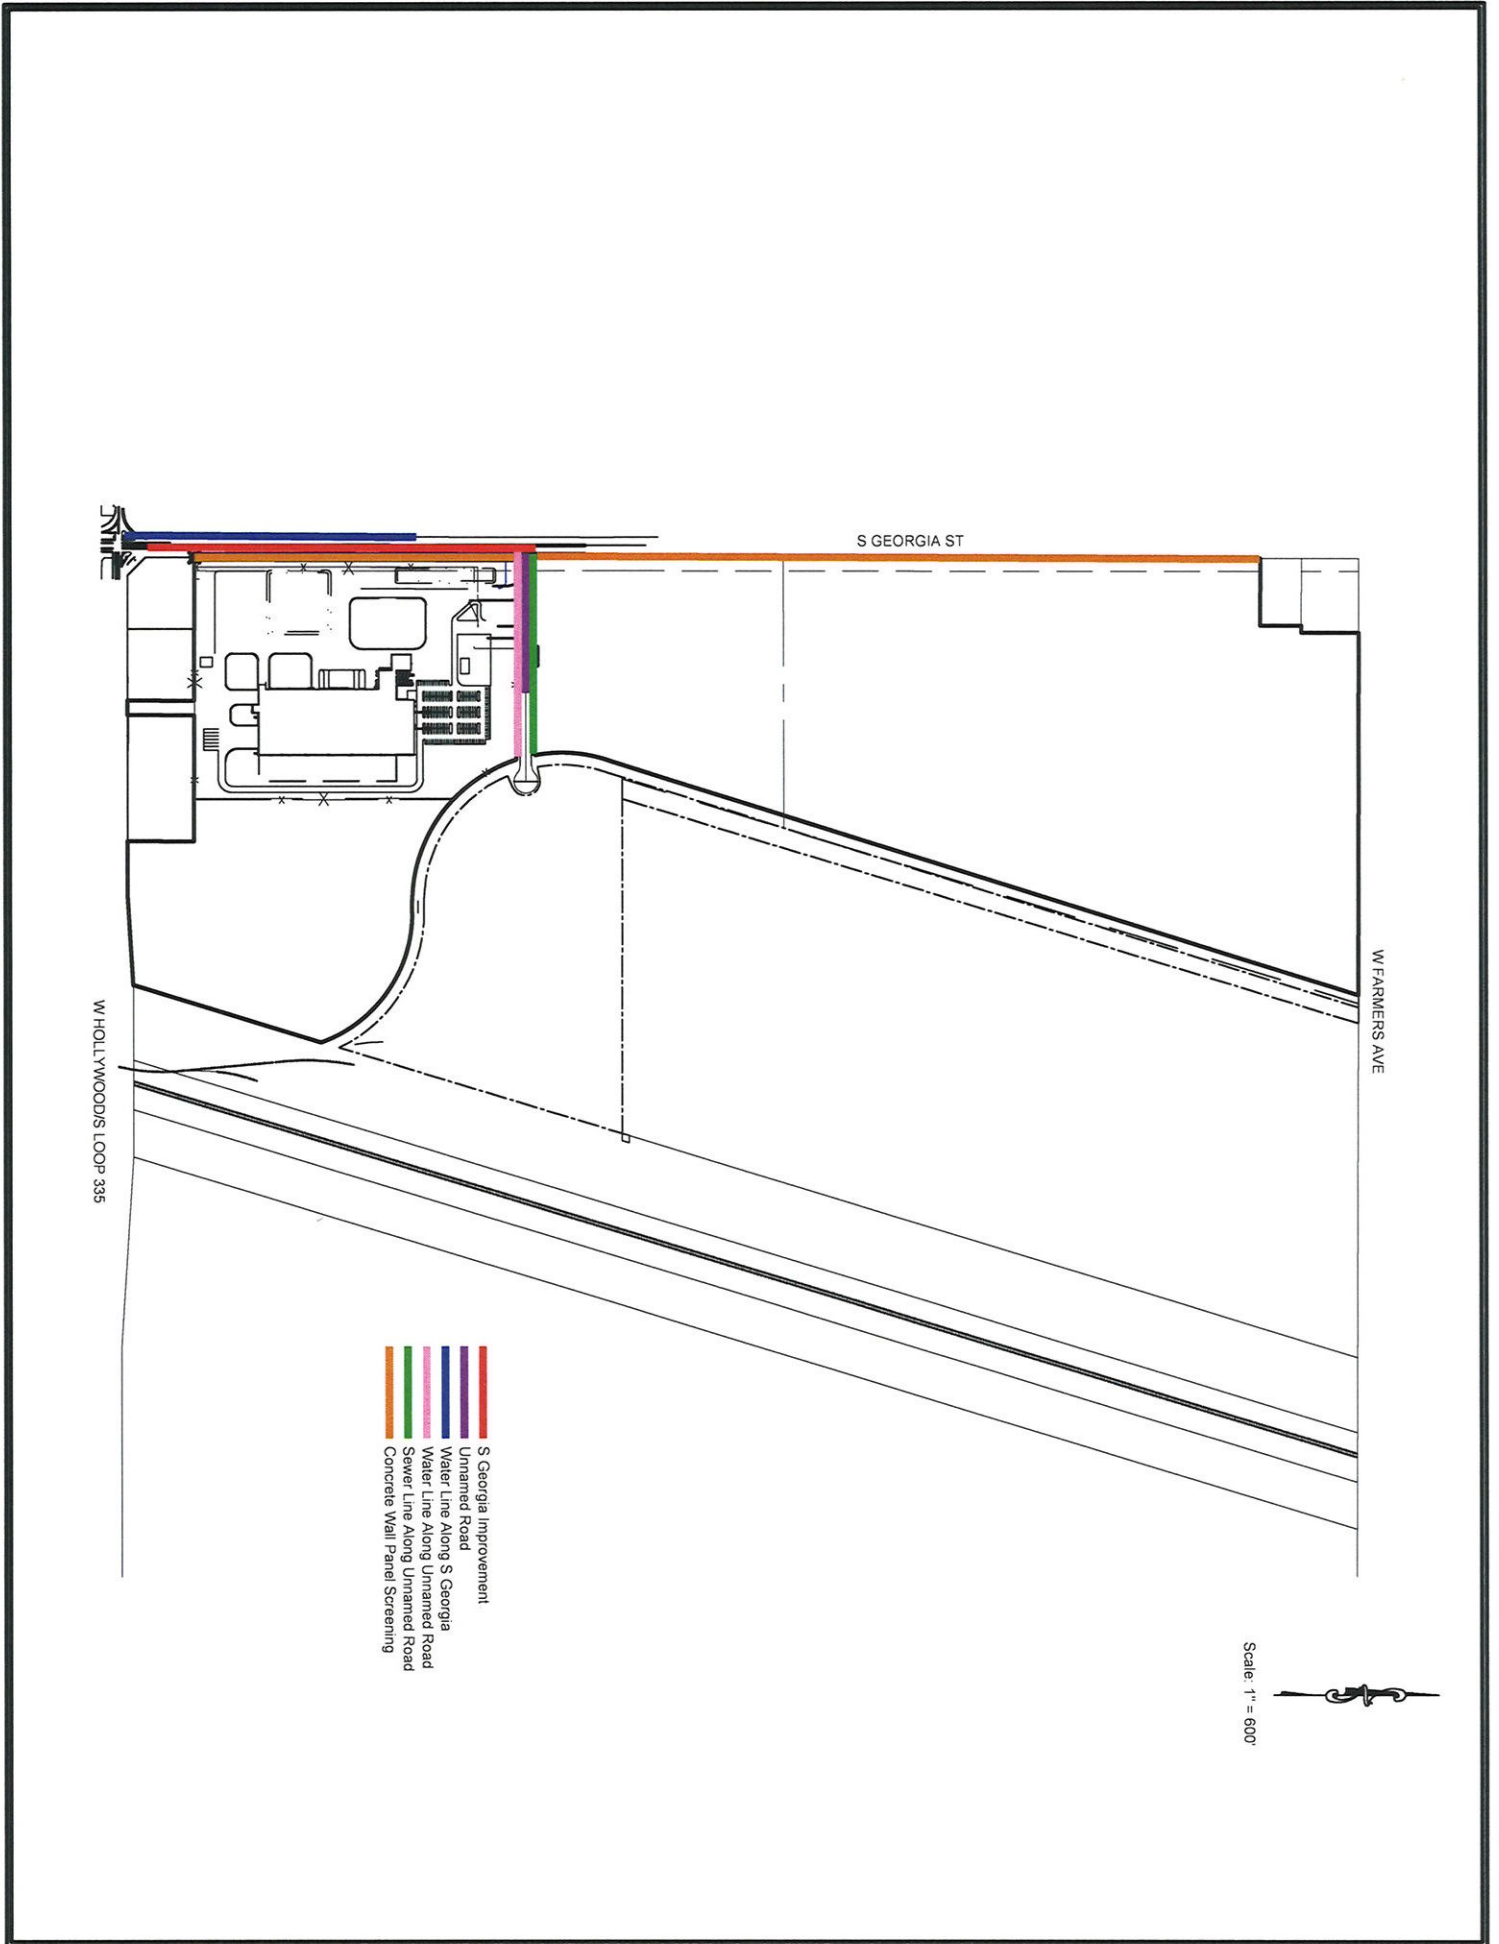 S GEORGIA ST
W FARMERS AVE
W HOLLYWOOD/S LOOP 335
S Georgia Improvement
Unnamed Road
Water Line Along S Georgia
Water Line Along Unnamed Road
Sewer Line Along Unnamed Road
Concrete Wall Panel Screening
Scale: 1" = 600'